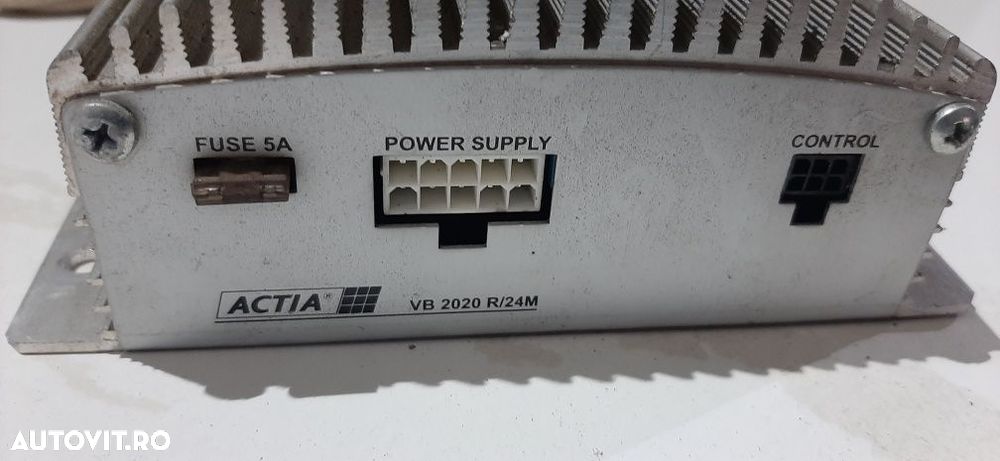 FUSE 5A
POWER SUPPLY
CONTROL
ACTIA®
VB 2020 R/24M
AUTOVIT.RO